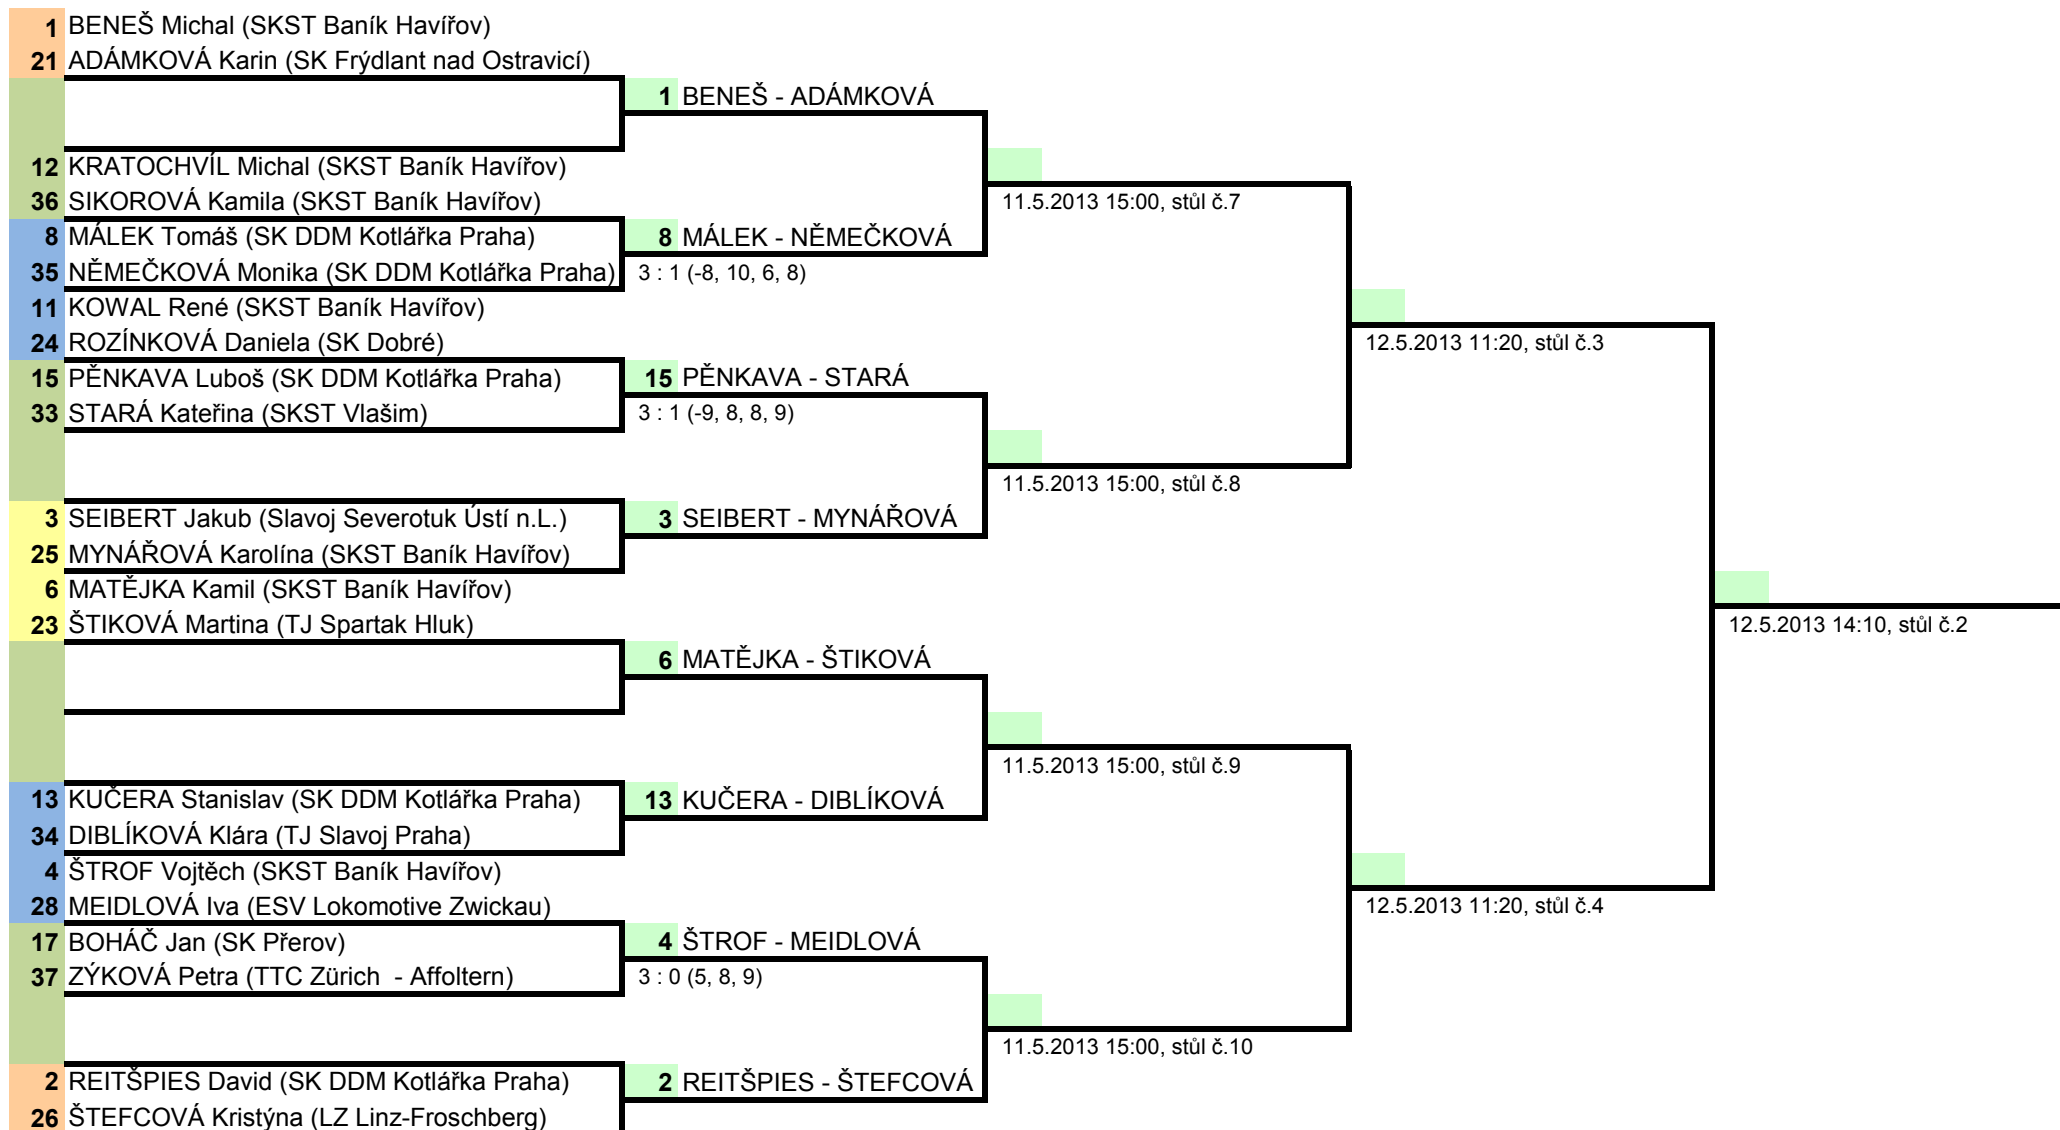 1 BENEŠ Michal (SKST Baník Havířov)
21 ADÁMKOVÁ Karin (SK Frýdlant nad Ostravicí)
1 BENEŠ - ADÁMKOVÁ
12 KRATOCHVÍL Michal (SKST Baník Havířov)
36 SIKOROVÁ Kamila (SKST Baník Havířov)
11.5.2013 15:00, stůl č.7
8 MÁLEK Tomáš (SK DDM Kotlářka Praha)
8 MÁLEK - NĚMEČKOVÁ
35 NĚMEČKOVÁ Monika (SK DDM Kotlářka Praha)
3 : 1 (-8, 10, 6, 8)
11 KOWAL René (SKST Baník Havířov)
24 ROZÍNKOVÁ Daniela (SK Dobré)
12.5.2013 11:20, stůl č.3
15 PĚNKAVA Luboš (SK DDM Kotlářka Praha)
15 PĚNKAVA - STARÁ
33 STARÁ Kateřina (SKST Vlašim)
3 : 1 (-9, 8, 8, 9)
11.5.2013 15:00, stůl č.8
3 SEIBERT Jakub (Slavoj Severotuk Ústí n.L.)
3 SEIBERT - MYNÁŘOVÁ
25 MYNÁŘOVÁ Karolína (SKST Baník Havířov)
6 MATĚJKA Kamil (SKST Baník Havířov)
23 ŠTIKOVÁ Martina (TJ Spartak Hluk)
12.5.2013 14:10, stůl č.2
6 MATĚJKA - ŠTIKOVÁ
11.5.2013 15:00, stůl č.9
13 KUČERA Stanislav (SK DDM Kotlářka Praha)
13 KUČERA - DIBLÍKOVÁ
34 DIBLÍKOVÁ Klára (TJ Slavoj Praha)
4 ŠTROF Vojtěch (SKST Baník Havířov)
28 MEIDLOVÁ Iva (ESV Lokomotive Zwickau)
12.5.2013 11:20, stůl č.4
17 BOHÁČ Jan (SK Přerov)
4 ŠTROF - MEIDLOVÁ
37 ZÝKOVÁ Petra (TTC Zürich  - Affoltern)
3 : 0 (5, 8, 9)
11.5.2013 15:00, stůl č.10
2 REITŠPIES David (SK DDM Kotlářka Praha)
2 REITŠPIES - ŠTEFCOVÁ
26 ŠTEFCOVÁ Kristýna (LZ Linz-Froschberg)